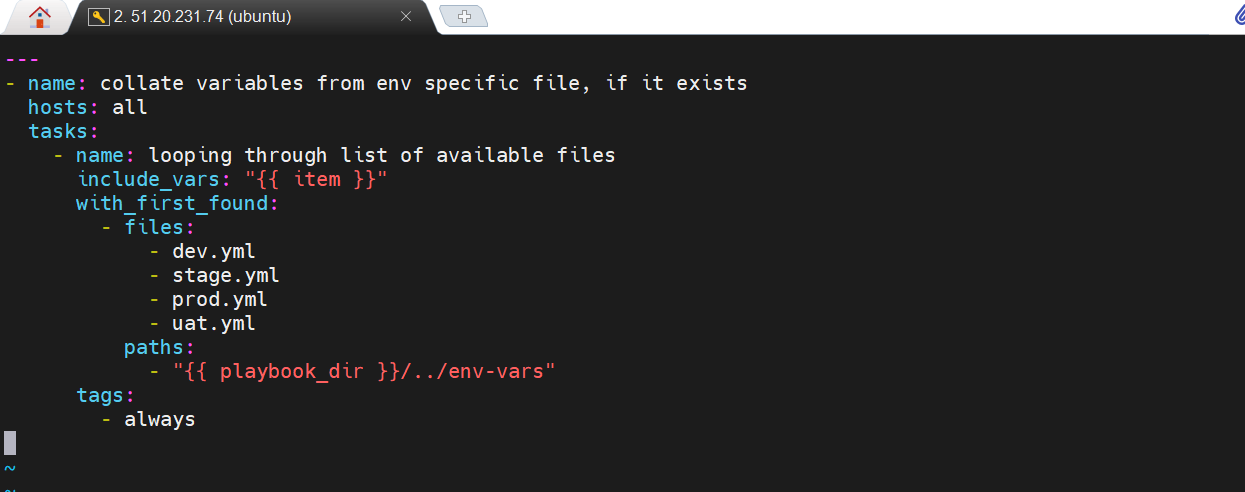 2. 51.20.231.74 (ubuntu)
---
- name: collate variables from env specific file, if it exists
  hosts: all
  tasks:
    - name: looping through list of available files
      include_vars: "{{ item }}"
      with_first_found:
        - files:
            - dev.yml
            - stage.yml
            - prod.yml
            - uat.yml
          paths:
            - "{{ playbook_dir }}/../env-vars"
      tags:
        - always
~
~